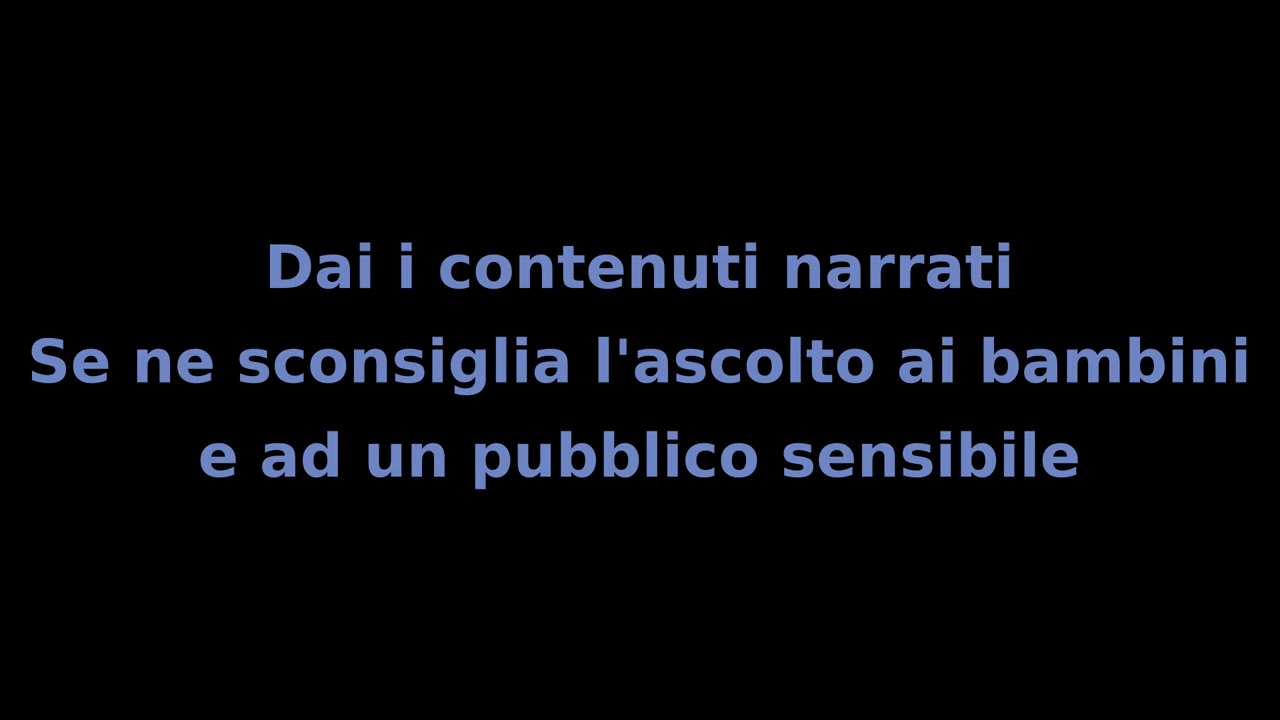 Dai i contenuti narrati
Se ne sconsiglia l'ascolto ai bambini
e ad un pubblico sensibile